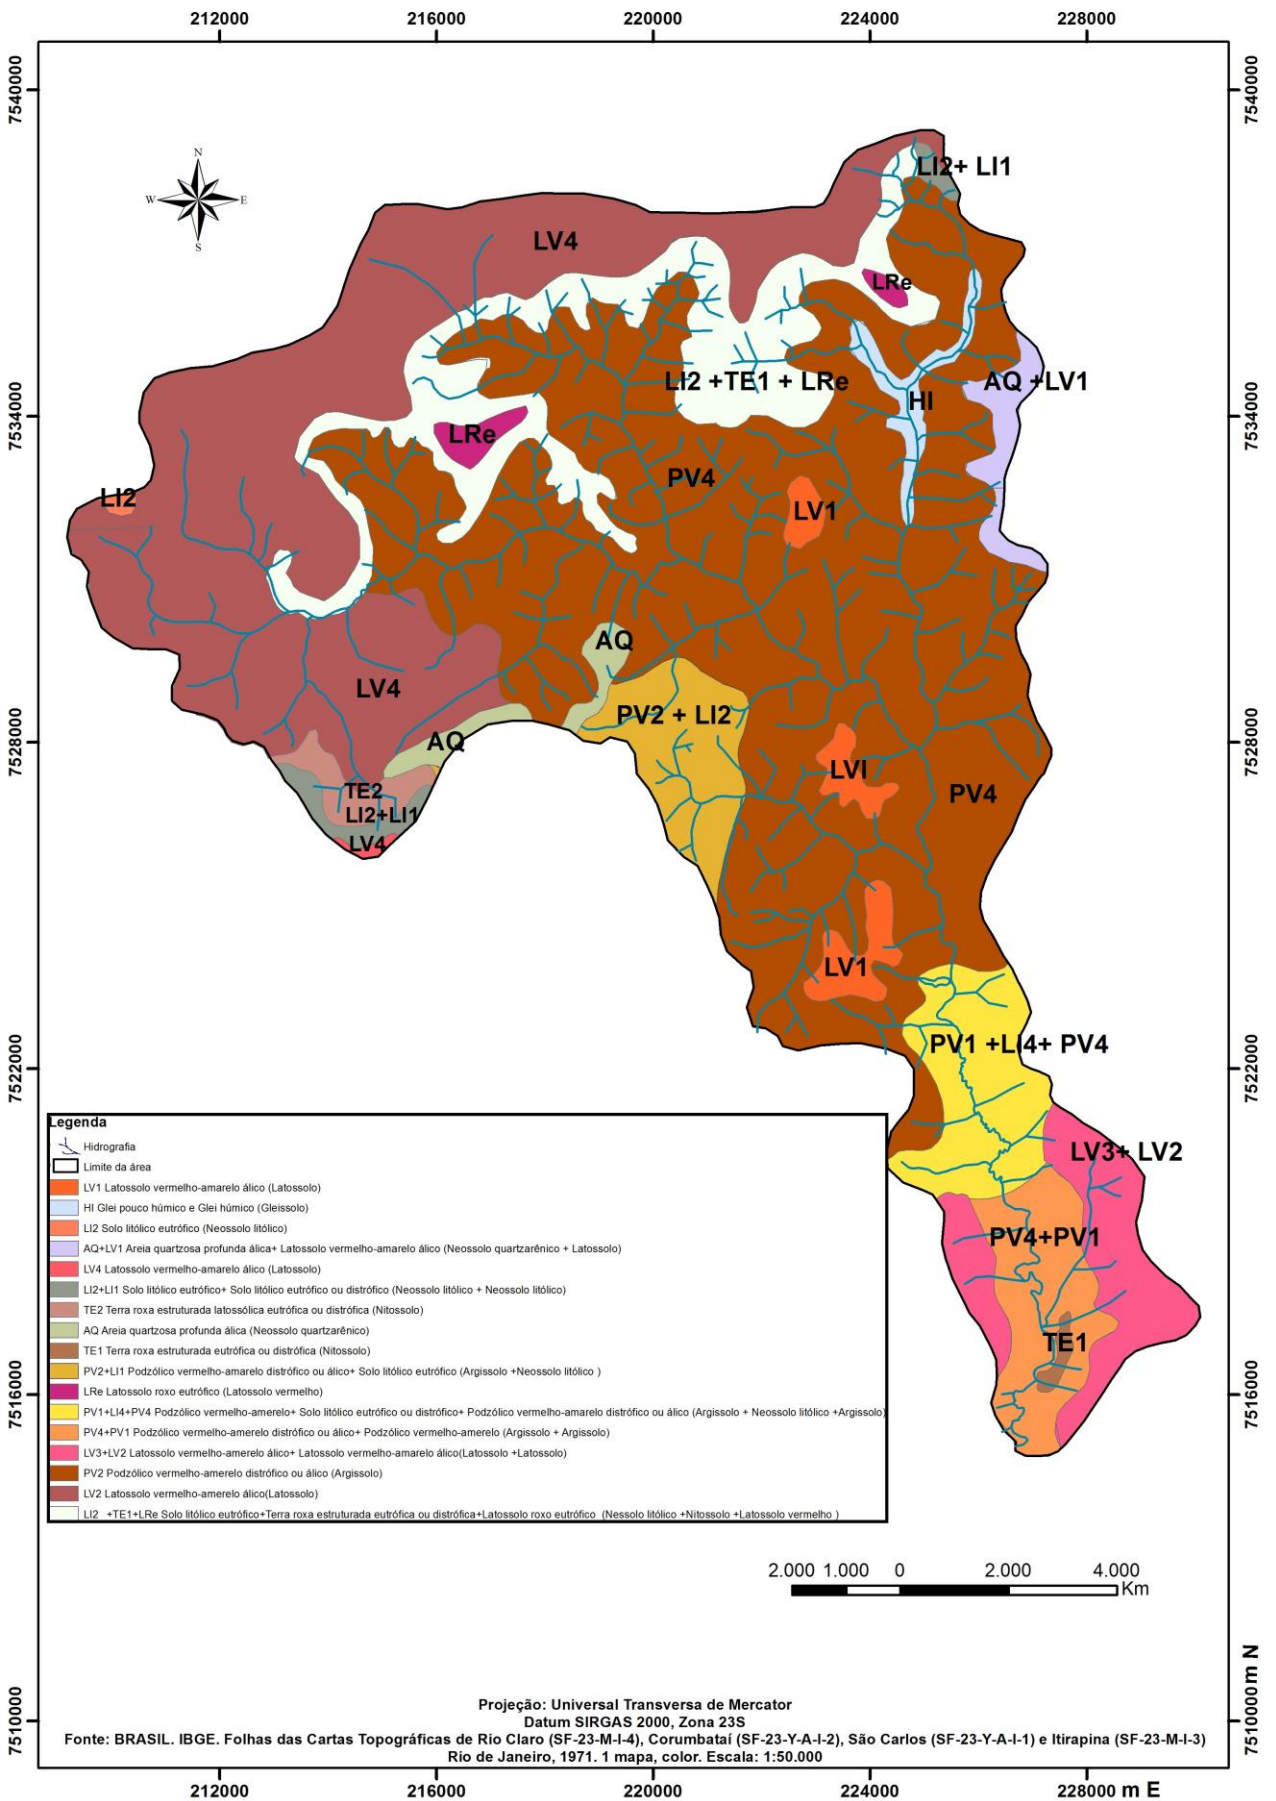 212000 216000 220000 224000 228000
7540000 7540000
N
W E
S
LI2+ LI1
LV4
LRe
LI2 +TE1 + LRe
AQ +LV1
HI
7534000 7534000
LRe
PV4
LI2
LV1
AQ
LV4
PV2 + LI2
AQ
7528000 7528000
LVI
TE2
PV4
LI2+LI1
LV4
LV1
PV1 +LI4+ PV4
7522000 7522000
LV3+ LV2
PV4+PV1
TE1
7516000 7516000
Legenda
Hidrografia
Limite da área
LV1 Latossolo vermelho-amarelo álico (Latossolo)
HI Glei pouco húmico e Glei húmico (Gleissolo)
LI2 Solo litólico eutrófico (Neossolo litólico)
AQ+LV1 Areia quartzosa profunda álica+ Latossolo vermelho-amarelo álico (Neossolo quartzarênico + Latossolo)
LV4 Latossolo vermelho-amarelo álico (Latossolo)
LI2+LI1 Solo litólico eutrófico+ Solo litólico eutrófico ou distrófico (Neossolo litólico + Neossolo litólico)
TE2 Terra roxa estruturada latossólica eutrófica ou distrófica (Nitossolo)
AQ Areia quartzosa profunda álica (Neossolo quartzarênico)
TE1 Terra roxa estruturada eutrófica ou distrófica (Nitossolo)
PV2+LI1 Podzólico vermelho-amarelo distrófico ou álico+ Solo litólico eutrófico (Argissolo +Neossolo litólico )
LRe Latossolo roxo eutrófico (Latossolo vermelho)
PV1+LI4+PV4 Podzólico vermelho-amerelo+ Solo litólico eutrófico ou distrófico+ Podzólico vermelho-amarelo distrófico ou álico (Argissolo + Neossolo litólico +Argissolo)
PV4+PV1 Podzólico vermelho-amerelo distrófico ou álico+ Podzólico vermelho-amerelo (Argissolo + Argissolo)
LV3+LV2 Latossolo vermelho-amerelo álico+ Latossolo vermelho-amarelo álico(Latossolo +Latossolo)
PV2 Podzólico vermelho-amerelo distrófico ou álico (Argissolo)
LV2 Latossolo vermelho-amerelo álico(Latossolo)
LI2 +TE1+LRe Solo litólico eutrófico+Terra roxa estruturada eutrófica ou distrófica+Latossolo roxo eutrófico (Nessolo litólico +Nitossolo +Latossolo vermelho )
2.000 1.000 0 2.000 4.000
Km
7510000 7510000 m N
Projeção: Universal Transversa de Mercator
Datum SIRGAS 2000, Zona 23S
Fonte: BRASIL. IBGE. Folhas das Cartas Topográficas de Rio Claro (SF-23-M-I-4), Corumbataí (SF-23-Y-A-I-2), São Carlos (SF-23-Y-A-I-1) e Itirapina (SF-23-M-I-3)
Rio de Janeiro, 1971. 1 mapa, color. Escala: 1:50.000
212000 216000 220000 224000 228000 m E